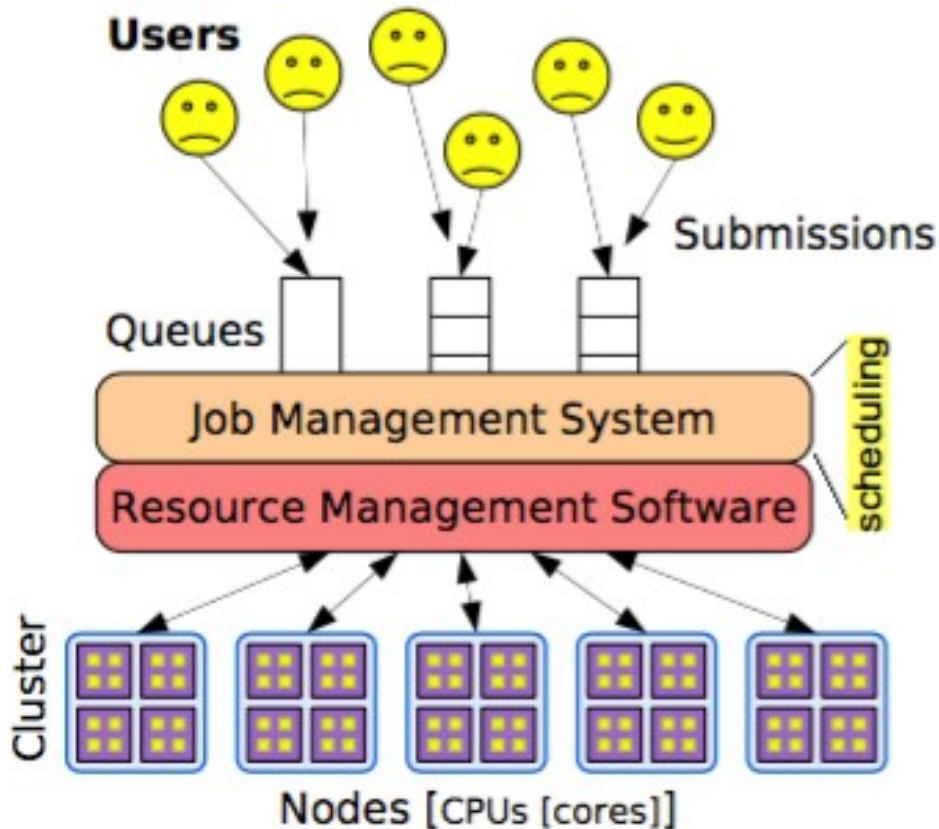 Users
Submissions
Queues
Job Management System
scheduling
Resource Management Software
Cluster
Nodes [CPUs [cores]]